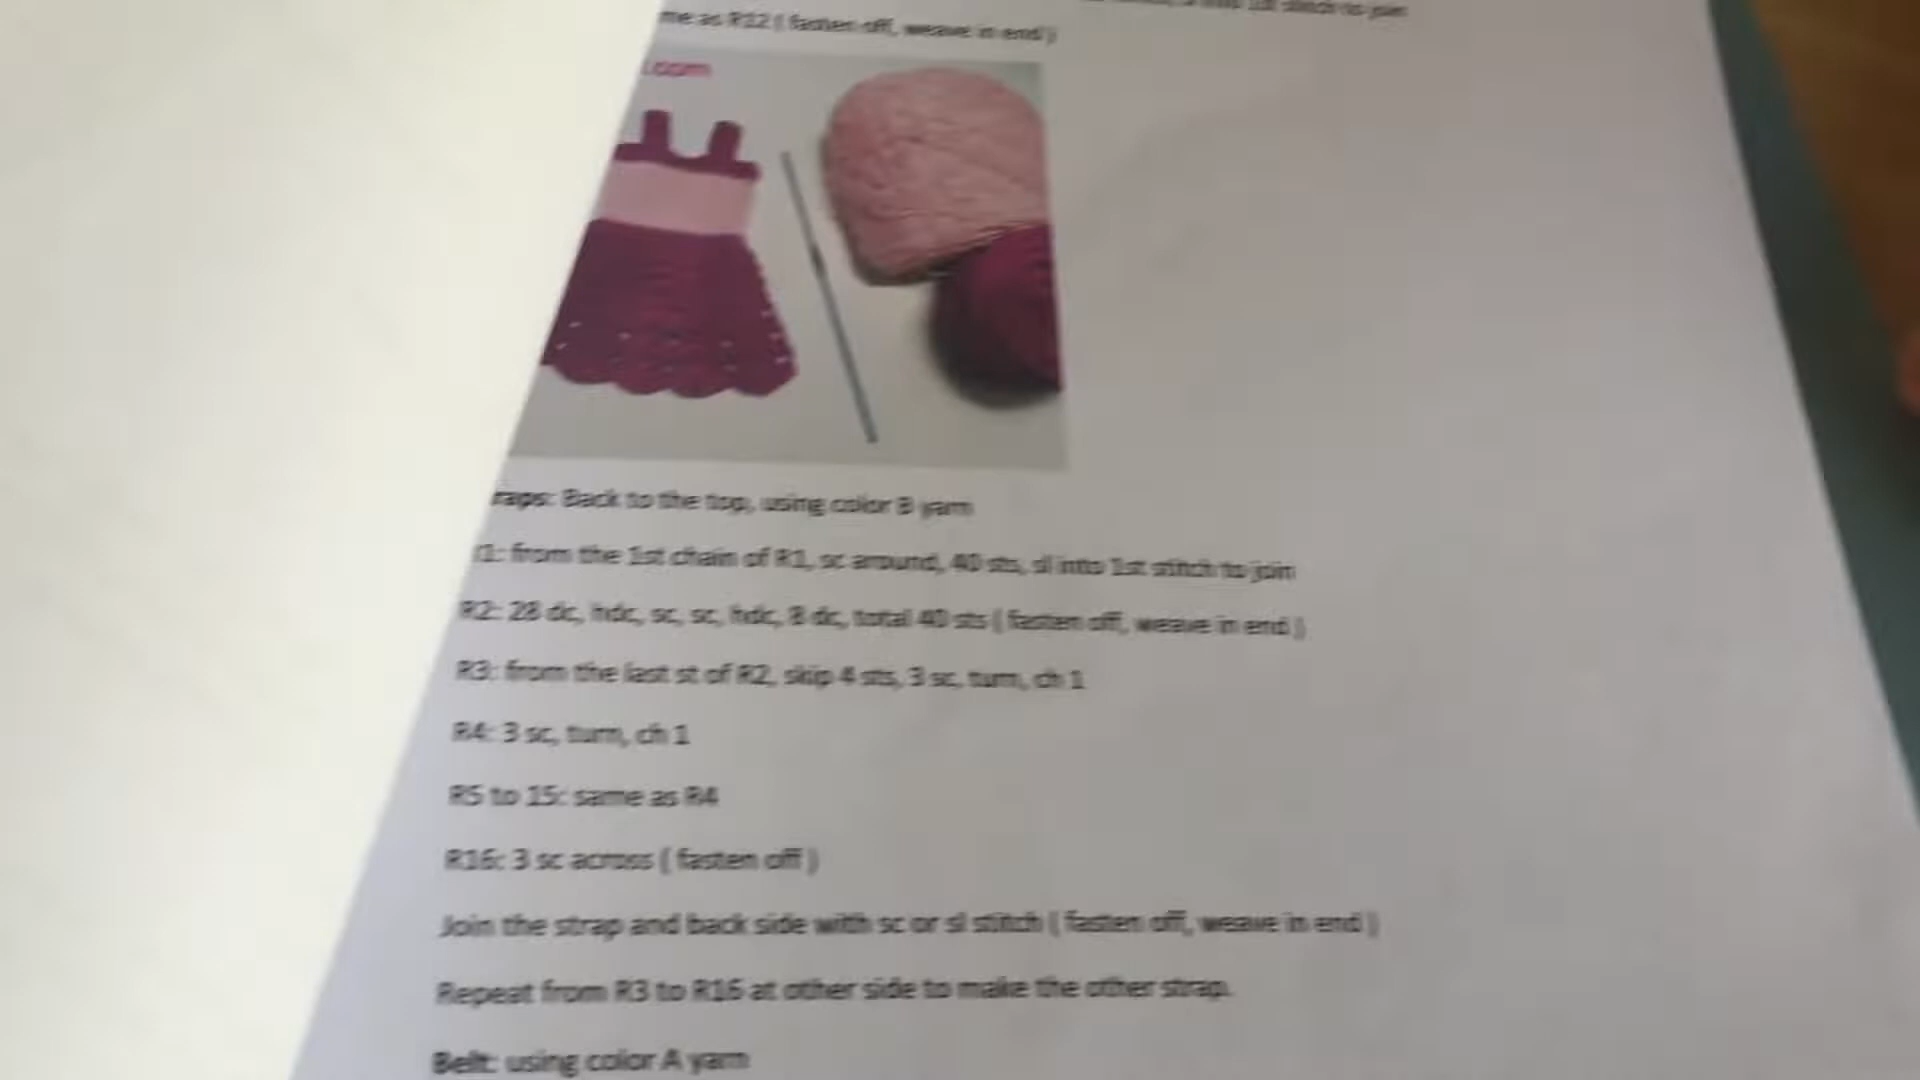 me as R12 ( fasten off, weave in end )
.com
raps: Back to the top, using color B yarn
1: from the 1st chain of R1, sc around, 40 sts, sl into 1st stitch to join
R2: 28 dc, hdc, sc, sc, hdc, 8 dc, total 40 sts ( fasten off, weave in end )
R3: from the last st of R2, skip 4 sts, 3 sc, turn, ch 1
R4: 3 sc, turn, ch 1
R5 to 15: same as R4
R16: 3 sc across ( fasten off )
Join the strap and back side with sc or sl stitch ( fasten off, weave in end )
Repeat from R3 to R16 at other side to make the other strap.
Belt: using color A yarn